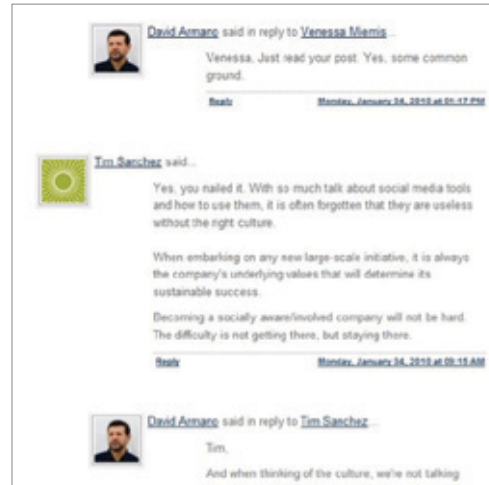 David Armano said in reply to Venessa Miemis...
Venessa, Just read your post. Yes, some common
ground.
Reply Monday, January 04, 2010 at 01:17 PM
Tim Sanchez said...
Yes, you nailed it. With so much talk about social media tools
and how to use them, it is often forgotten that they are useless
without the right culture.
When embarking on any new large-scale initiative, it is always
the company's underlying values that will determine its
sustainable success.
Becoming a socially aware/involved company will not be hard.
The difficulty is not getting there, but staying there.
Reply Monday, January 04, 2010 at 09:15 AM
David Armano said in reply to Tim Sanchez...
Tim,
And when thinking of the culture, we're not talking